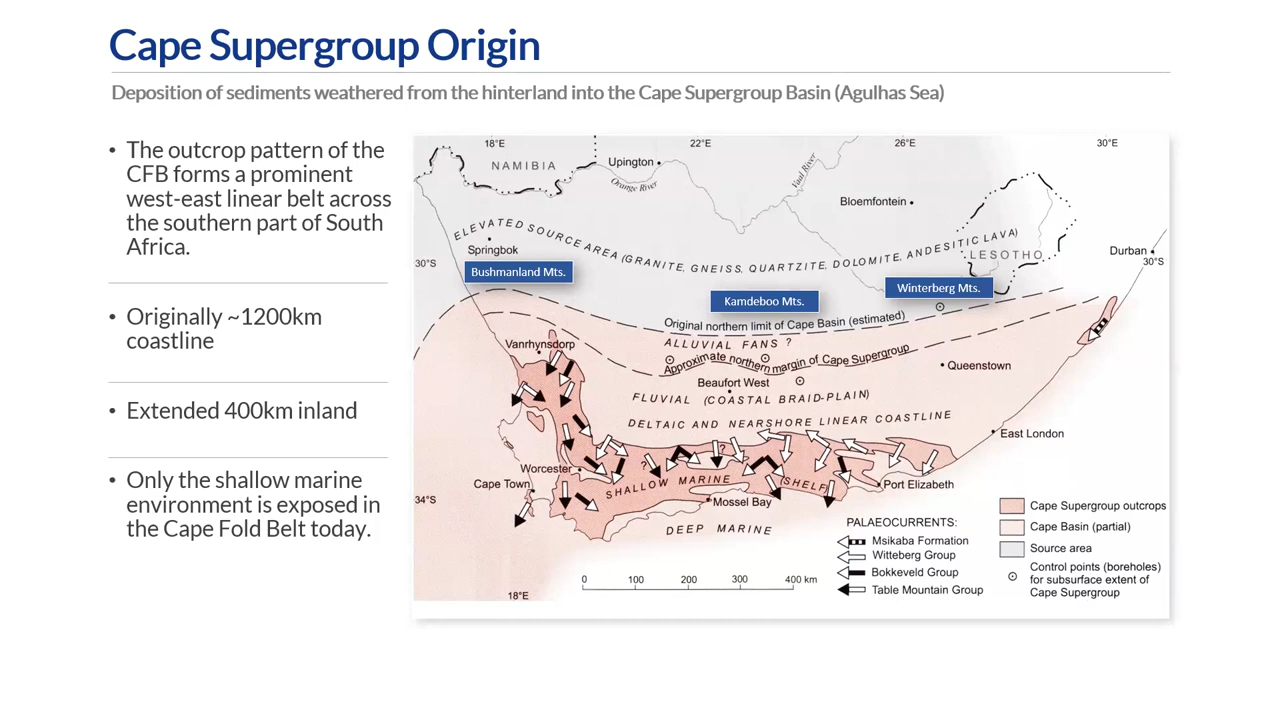 Cape Supergroup Origin
Deposition of sediments weathered from the hinterland into the Cape Supergroup Basin (Agulhas Sea)
• The outcrop pattern of the
CFB forms a prominent
west-east linear belt across
the southern part of South
Africa.
• Originally ~1200km
coastline
• Extended 400km inland
• Only the shallow marine
environment is exposed in
the Cape Fold Belt today.
18°E
22°E
26°E
30°E
NAMIBIA
Upington
Orange River
Vaal River
Bloemfontein
ELEVATED SOURCE AREA (GRANITE, GNEISS, QUARTZITE, DOLOMITE, ANDESITIC LAVA)
LESOTHO
Durban
Springbok
30°S
30°S
Bushmanland Mts.
Kamdeboo Mts.
Winterberg Mts.
Original northern limit of Cape Basin (estimated)
ALLUVIAL FANS ?
Approximate northern margin of Cape Supergroup
Vanrhynsdorp
Queenstown
Beaufort West
FLUVIAL (COASTAL BRAID-PLAIN)
DELTAIC AND NEARSHORE LINEAR COASTLINE
East London
?
?
Worcester
Cape Town
SHALLOW MARINE (SHELF)
Port Elizabeth
34°S
Mossel Bay
DEEP MARINE
PALAEOCURRENTS:
Msikaba Formation
Witteberg Group
Bokkeveld Group
Table Mountain Group
Cape Supergroup outcrops
Cape Basin (partial)
Source area
Control points (boreholes)
for subsurface extent of
Cape Supergroup
0 100 200 300 400 km
18°E